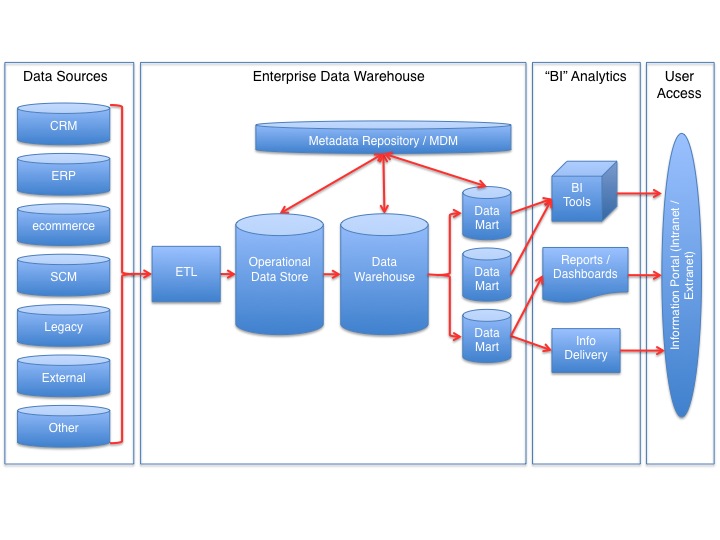 Data Sources
Enterprise Data Warehouse
“BI” Analytics
User
Access
CRM
ERP
ecommerce
SCM
Legacy
External
Other
ETL
Metadata Repository / MDM
Operational
Data Store
Data
Warehouse
Data
Mart
Data
Mart
Data
Mart
BI
Tools
Reports /
Dashboards
Info
Delivery
Information Portal (Intranet /
Extranet)